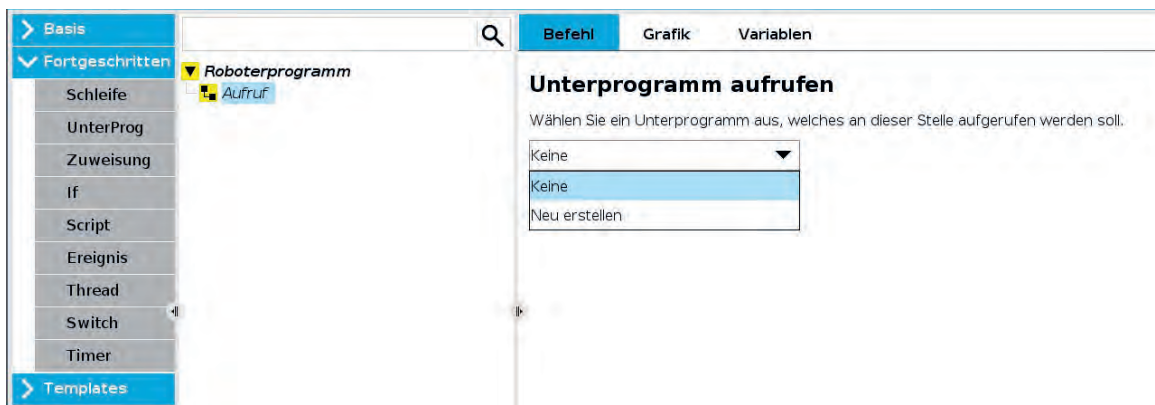 Basis
Fortgeschritten
Schleife
UnterProg
Zuweisung
If
Script
Ereignis
Thread
Switch
Timer
Templates
Roboterprogramm
Aufruf
Befehl Grafik Variablen
Unterprogramm aufrufen
Wählen Sie ein Unterprogramm aus, welches an dieser Stelle aufgerufen werden soll.
Keine
Keine
Neu erstellen